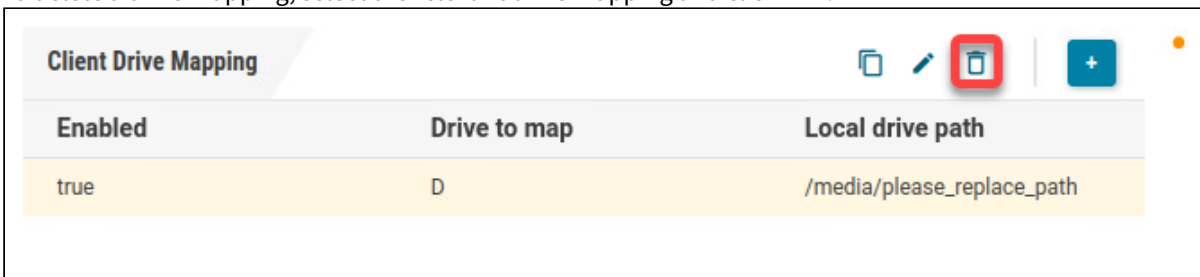 Client Drive Mapping
+
Enabled Drive to map Local drive path
true D /media/please_replace_path